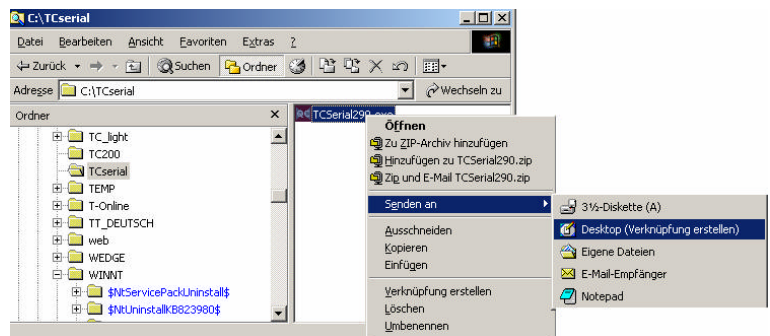 C:\TCserial
Datei Bearbeiten Ansicht Favoriten Extras ?
Zurück Suchen Ordner
Adresse C:\TCserial Wechseln zu
Ordner
TC_light
TC200
TCserial
TEMP
T-Online
TT_DEUTSCH
web
WEDGE
WINNT
$NtServicePackUninstall$
$NtUninstallKB823980$
TCSerial290.exe
Öffnen
Zu ZIP-Archiv hinzufügen
Hinzufügen zu TCSerial290.zip
Zip und E-Mail TCSerial290.zip
Senden an
Ausschneiden
Kopieren
Einfügen
Verknüpfung erstellen
Löschen
Umbenennen
3½-Diskette (A)
Desktop (Verknüpfung erstellen)
Eigene Dateien
E-Mail-Empfänger
Notepad